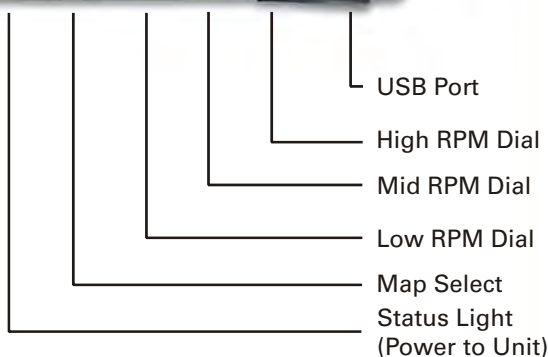 USB Port
High RPM Dial
Mid RPM Dial
Low RPM Dial
Map Select
Status Light
(Power to Unit)